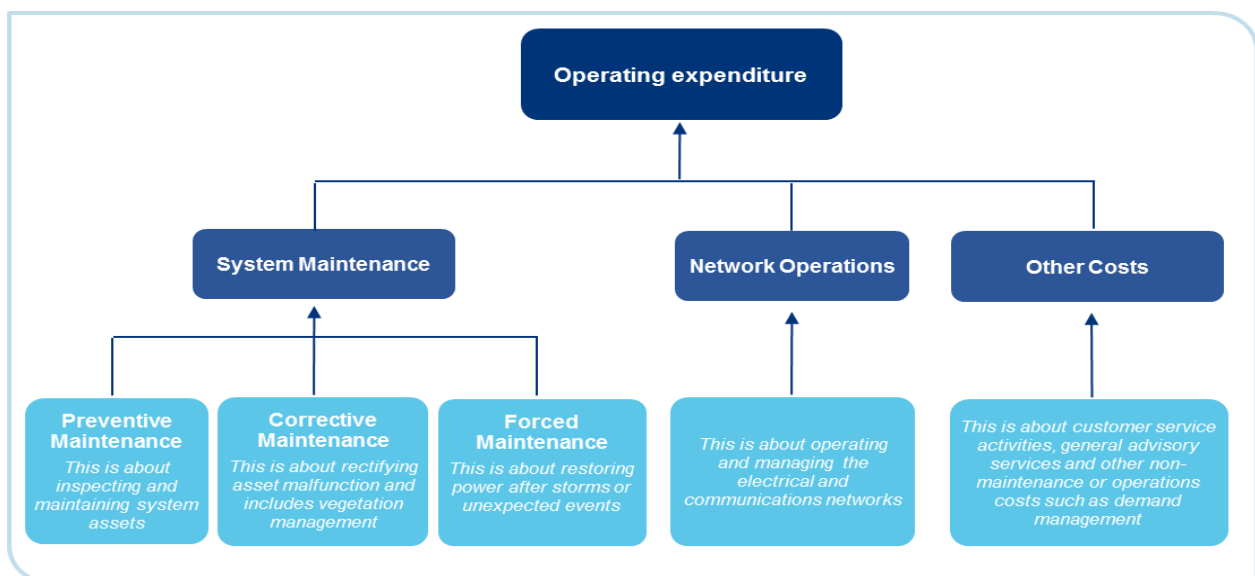 Operating expenditure
System Maintenance
Network Operations
Other Costs
Preventive
Maintenance
This is about
inspecting and
maintaining system
assets
Corrective
Maintenance
This is about rectifying
asset malfunction and
includes vegetation
management
Forced
Maintenance
This is about restoring
power after storms or
unexpected events
This is about operating
and managing the
electrical and
communications networks
This is about customer service
activities, general advisory
services and other non-
maintenance or operations
costs such as demand
management